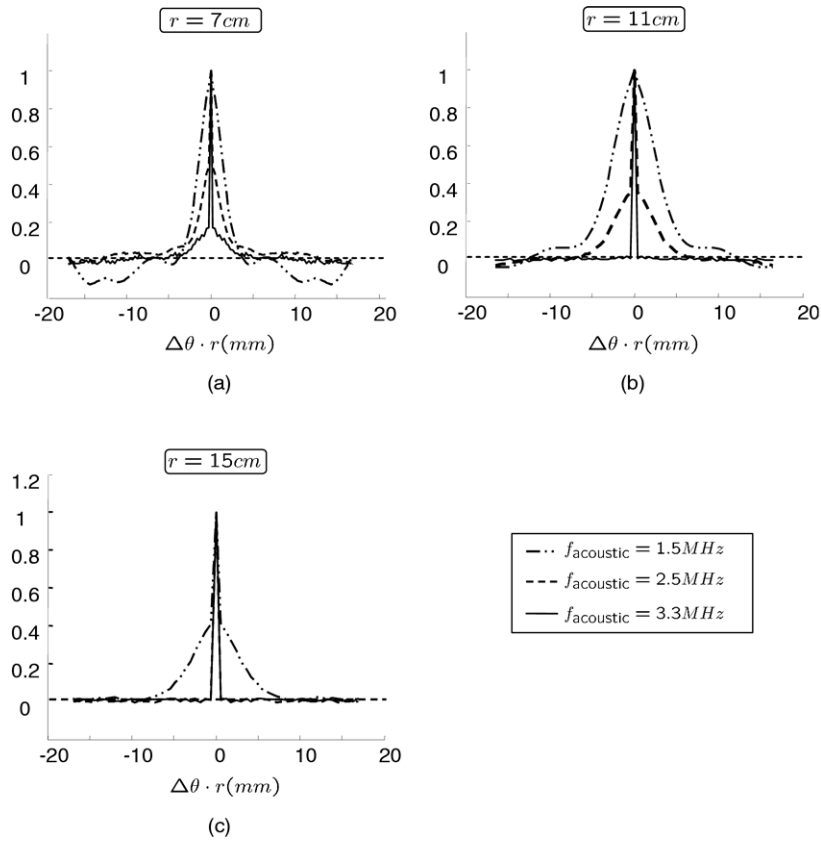 r = 7cm
1
0.8
0.6
0.4
0.2
0
-20 -10 0 10 20
Δθ · r(mm)
(a)
r = 11cm
1
0.8
0.6
0.4
0.2
0
-20 -10 0 10 20
Δθ · r(mm)
(b)
r = 15cm
1.2
1
0.8
0.6
0.4
0.2
0
-20 -10 0 10 20
Δθ · r(mm)
(c)
f_acoustic = 1.5MHz
f_acoustic = 2.5MHz
f_acoustic = 3.3MHz